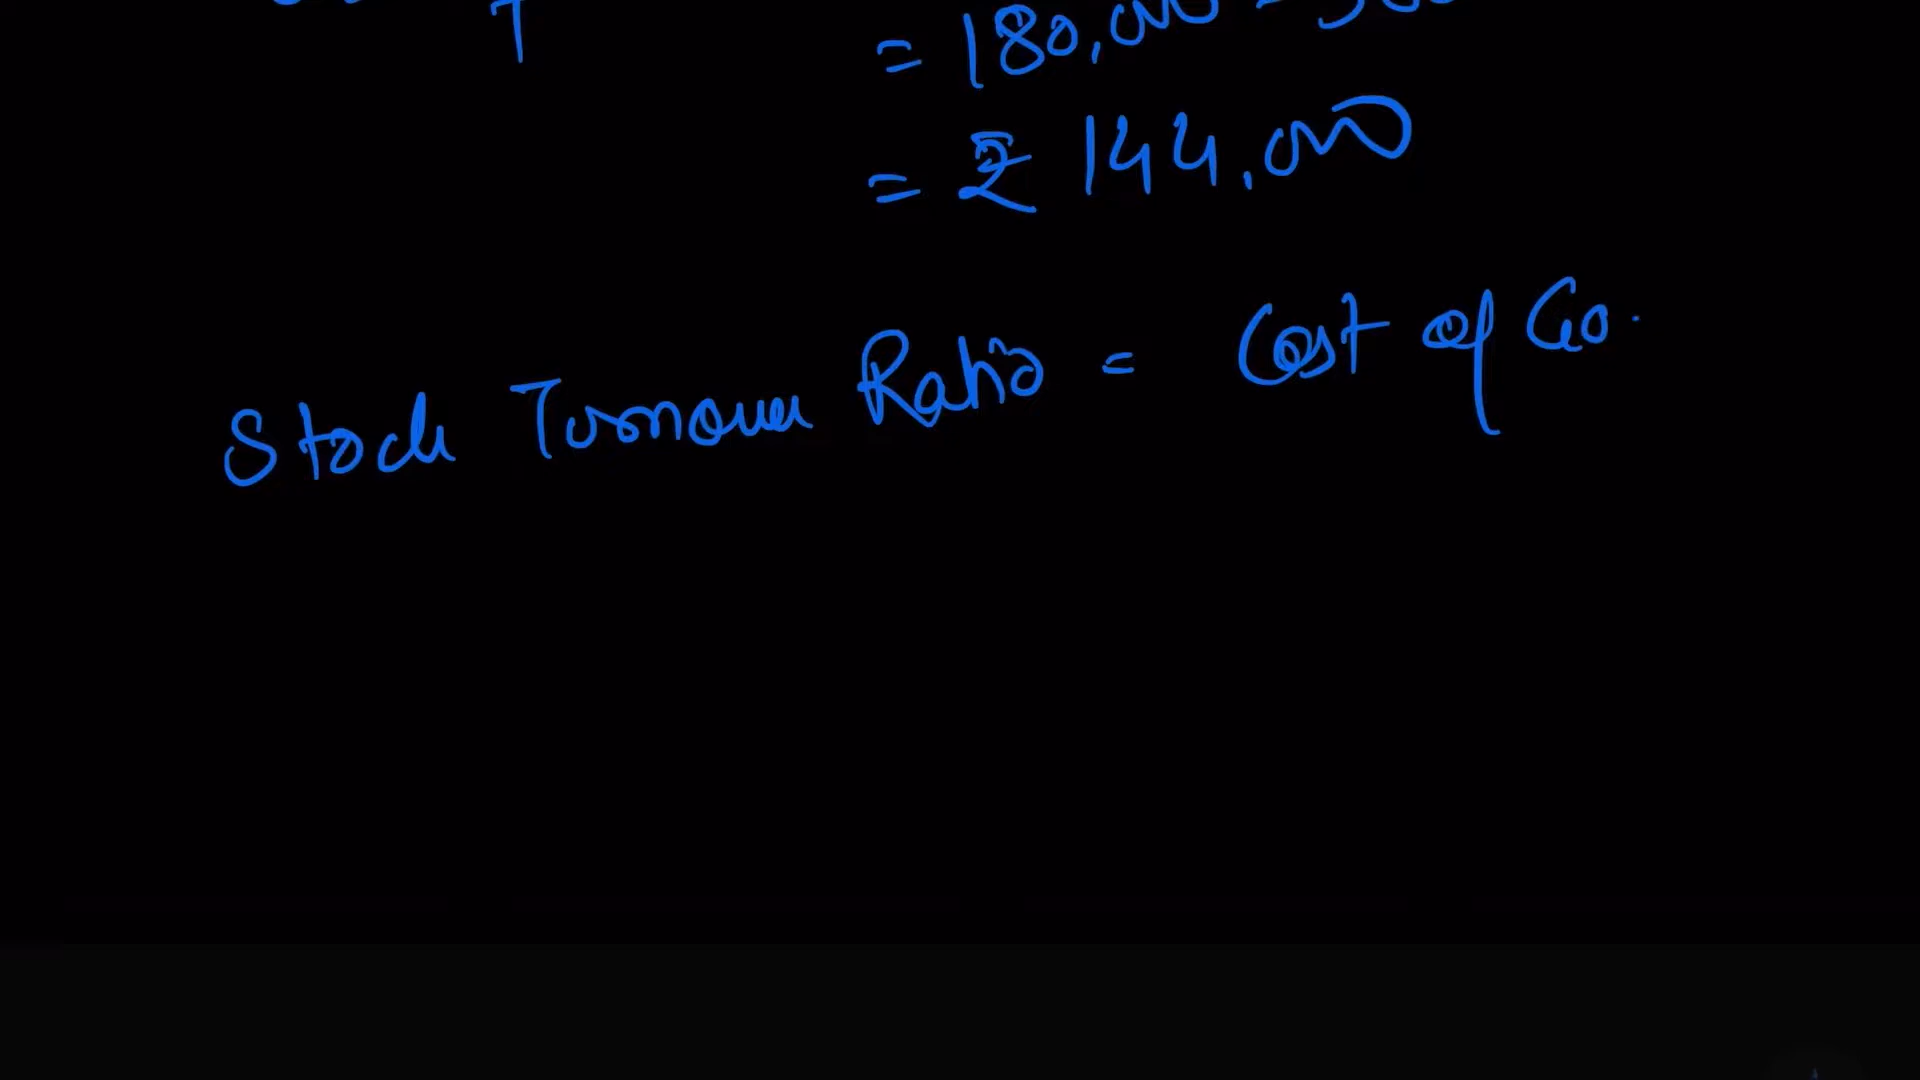 = 180,000 -
= ₹ 144,000
Stock Turnover Ratio = Cost of Go